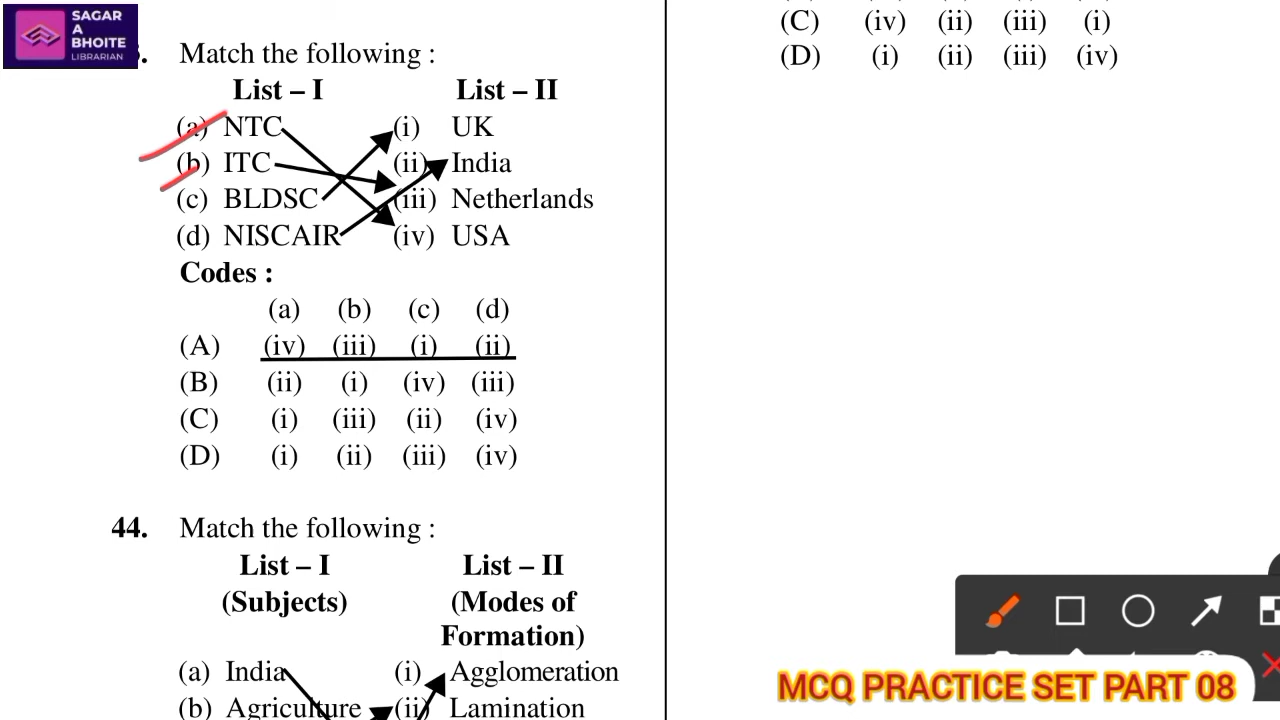 SAGAR
A
BHOITE
LIBRARIAN
3. Match the following :
List – I List – II
(a) NTC (i) UK
(b) ITC (ii) India
(c) BLDSC (iii) Netherlands
(d) NISCAIR (iv) USA
Codes :
(a) (b) (c) (d)
(A) (iv) (iii) (i) (ii)
(B) (ii) (i) (iv) (iii)
(C) (i) (iii) (ii) (iv)
(D) (i) (ii) (iii) (iv)
44. Match the following :
List – I List – II
(Subjects) (Modes of
Formation)
(a) India (i) Agglomeration
(b) Agriculture (ii) Lamination
(C) (iv) (ii) (iii) (i)
(D) (i) (ii) (iii) (iv)
MCQ PRACTICE SET PART 08